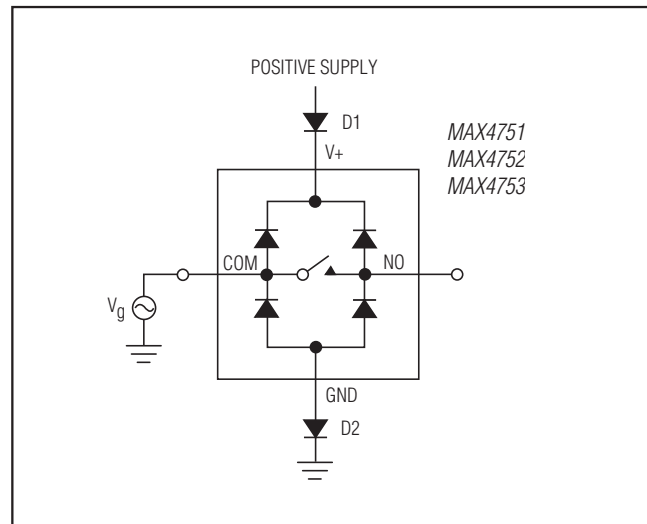 POSITIVE SUPPLY
D1
V+
MAX4751
MAX4752
MAX4753
COM
NO
Vg
GND
D2